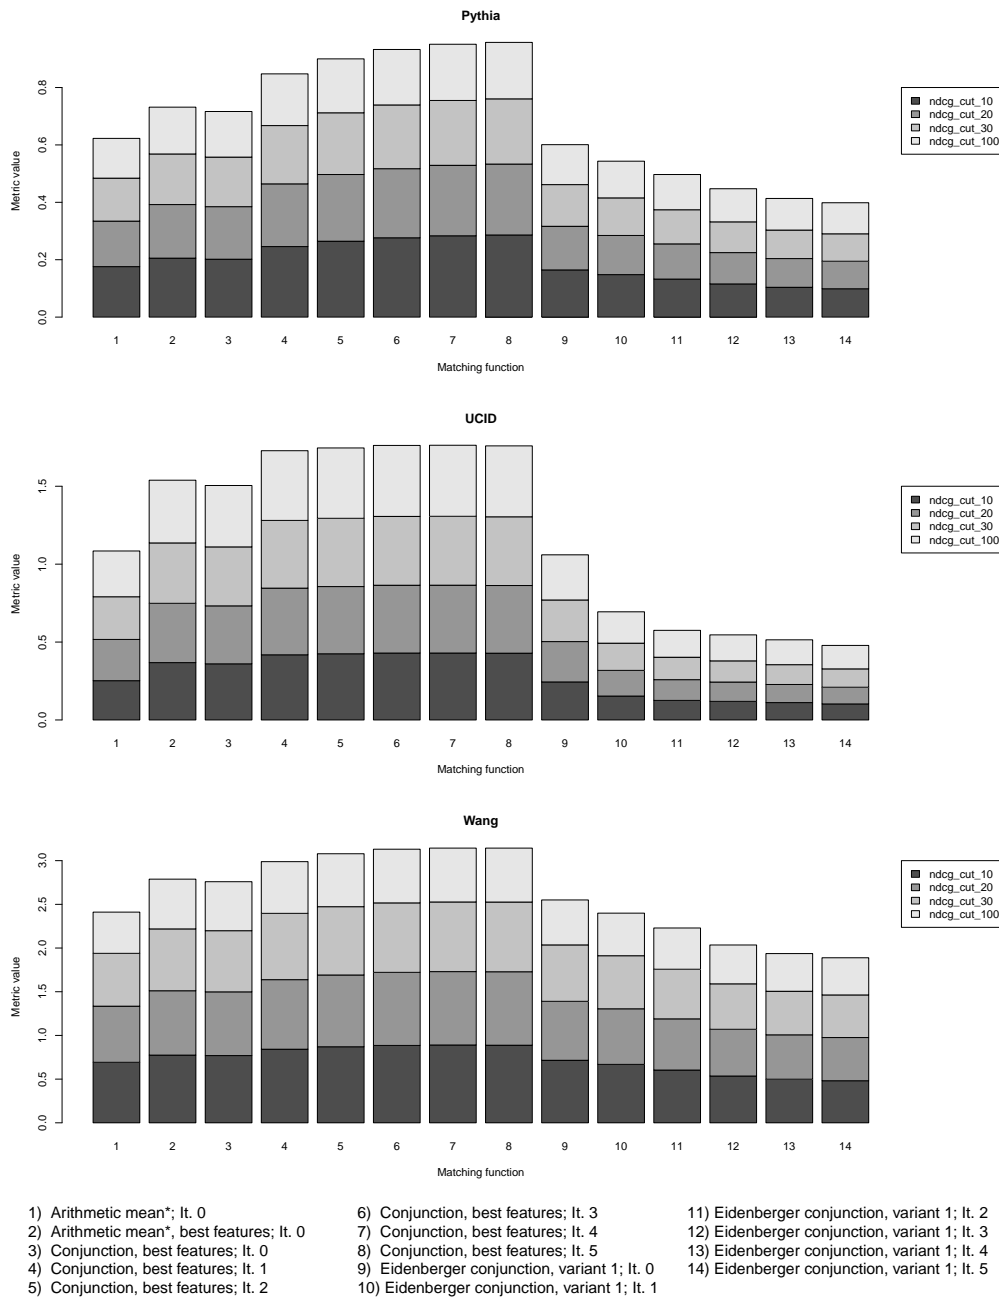 Pythia
Metric value
0.0
0.2
0.4
0.6
0.8
1 2 3 4 5 6 7 8 9 10 11 12 13 14
Matching function
ndcg_cut_10
ndcg_cut_20
ndcg_cut_30
ndcg_cut_100
UCID
Metric value
0.0
0.5
1.0
1.5
1 2 3 4 5 6 7 8 9 10 11 12 13 14
Matching function
ndcg_cut_10
ndcg_cut_20
ndcg_cut_30
ndcg_cut_100
Wang
Metric value
0.0
0.5
1.0
1.5
2.0
2.5
3.0
1 2 3 4 5 6 7 8 9 10 11 12 13 14
Matching function
ndcg_cut_10
ndcg_cut_20
ndcg_cut_30
ndcg_cut_100
1) Arithmetic mean*; It. 0
2) Arithmetic mean*, best features; It. 0
3) Conjunction, best features; It. 0
4) Conjunction, best features; It. 1
5) Conjunction, best features; It. 2
6) Conjunction, best features; It. 3
7) Conjunction, best features; It. 4
8) Conjunction, best features; It. 5
9) Eidenberger conjunction, variant 1; It. 0
10) Eidenberger conjunction, variant 1; It. 1
11) Eidenberger conjunction, variant 1; It. 2
12) Eidenberger conjunction, variant 1; It. 3
13) Eidenberger conjunction, variant 1; It. 4
14) Eidenberger conjunction, variant 1; It. 5